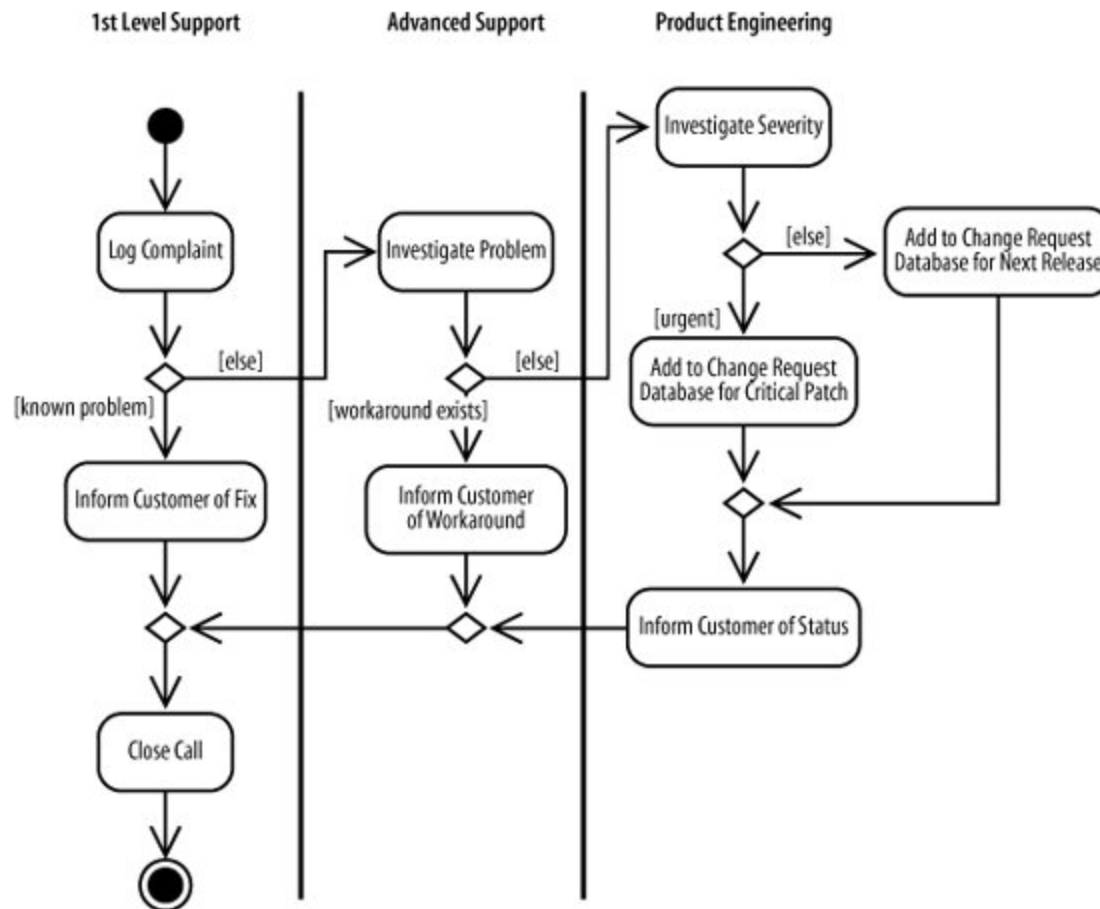 1st Level Support
Advanced Support
Product Engineering
Investigate Severity
Log Complaint
Investigate Problem
[else]
Add to Change Request
Database for Next Release
[urgent]
[else]
[else]
Add to Change Request
Database for Critical Patch
[known problem]
[workaround exists]
Inform Customer of Fix
Inform Customer
of Workaround
Inform Customer of Status
Close Call